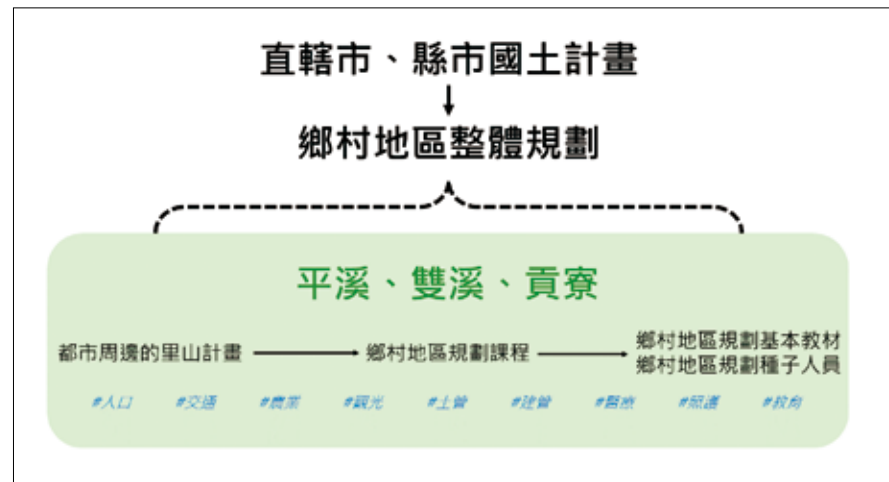 直轄市、縣市國土計畫
鄉村地區整體規劃
平溪、雙溪、貢寮
都市周邊的里山計畫
鄉村地區規劃課程
鄉村地區規劃基本教材
鄉村地區規劃種子人員
#人口 #交通 #農業 #觀光 #土管 #建管 #醫療 #照護 #教育